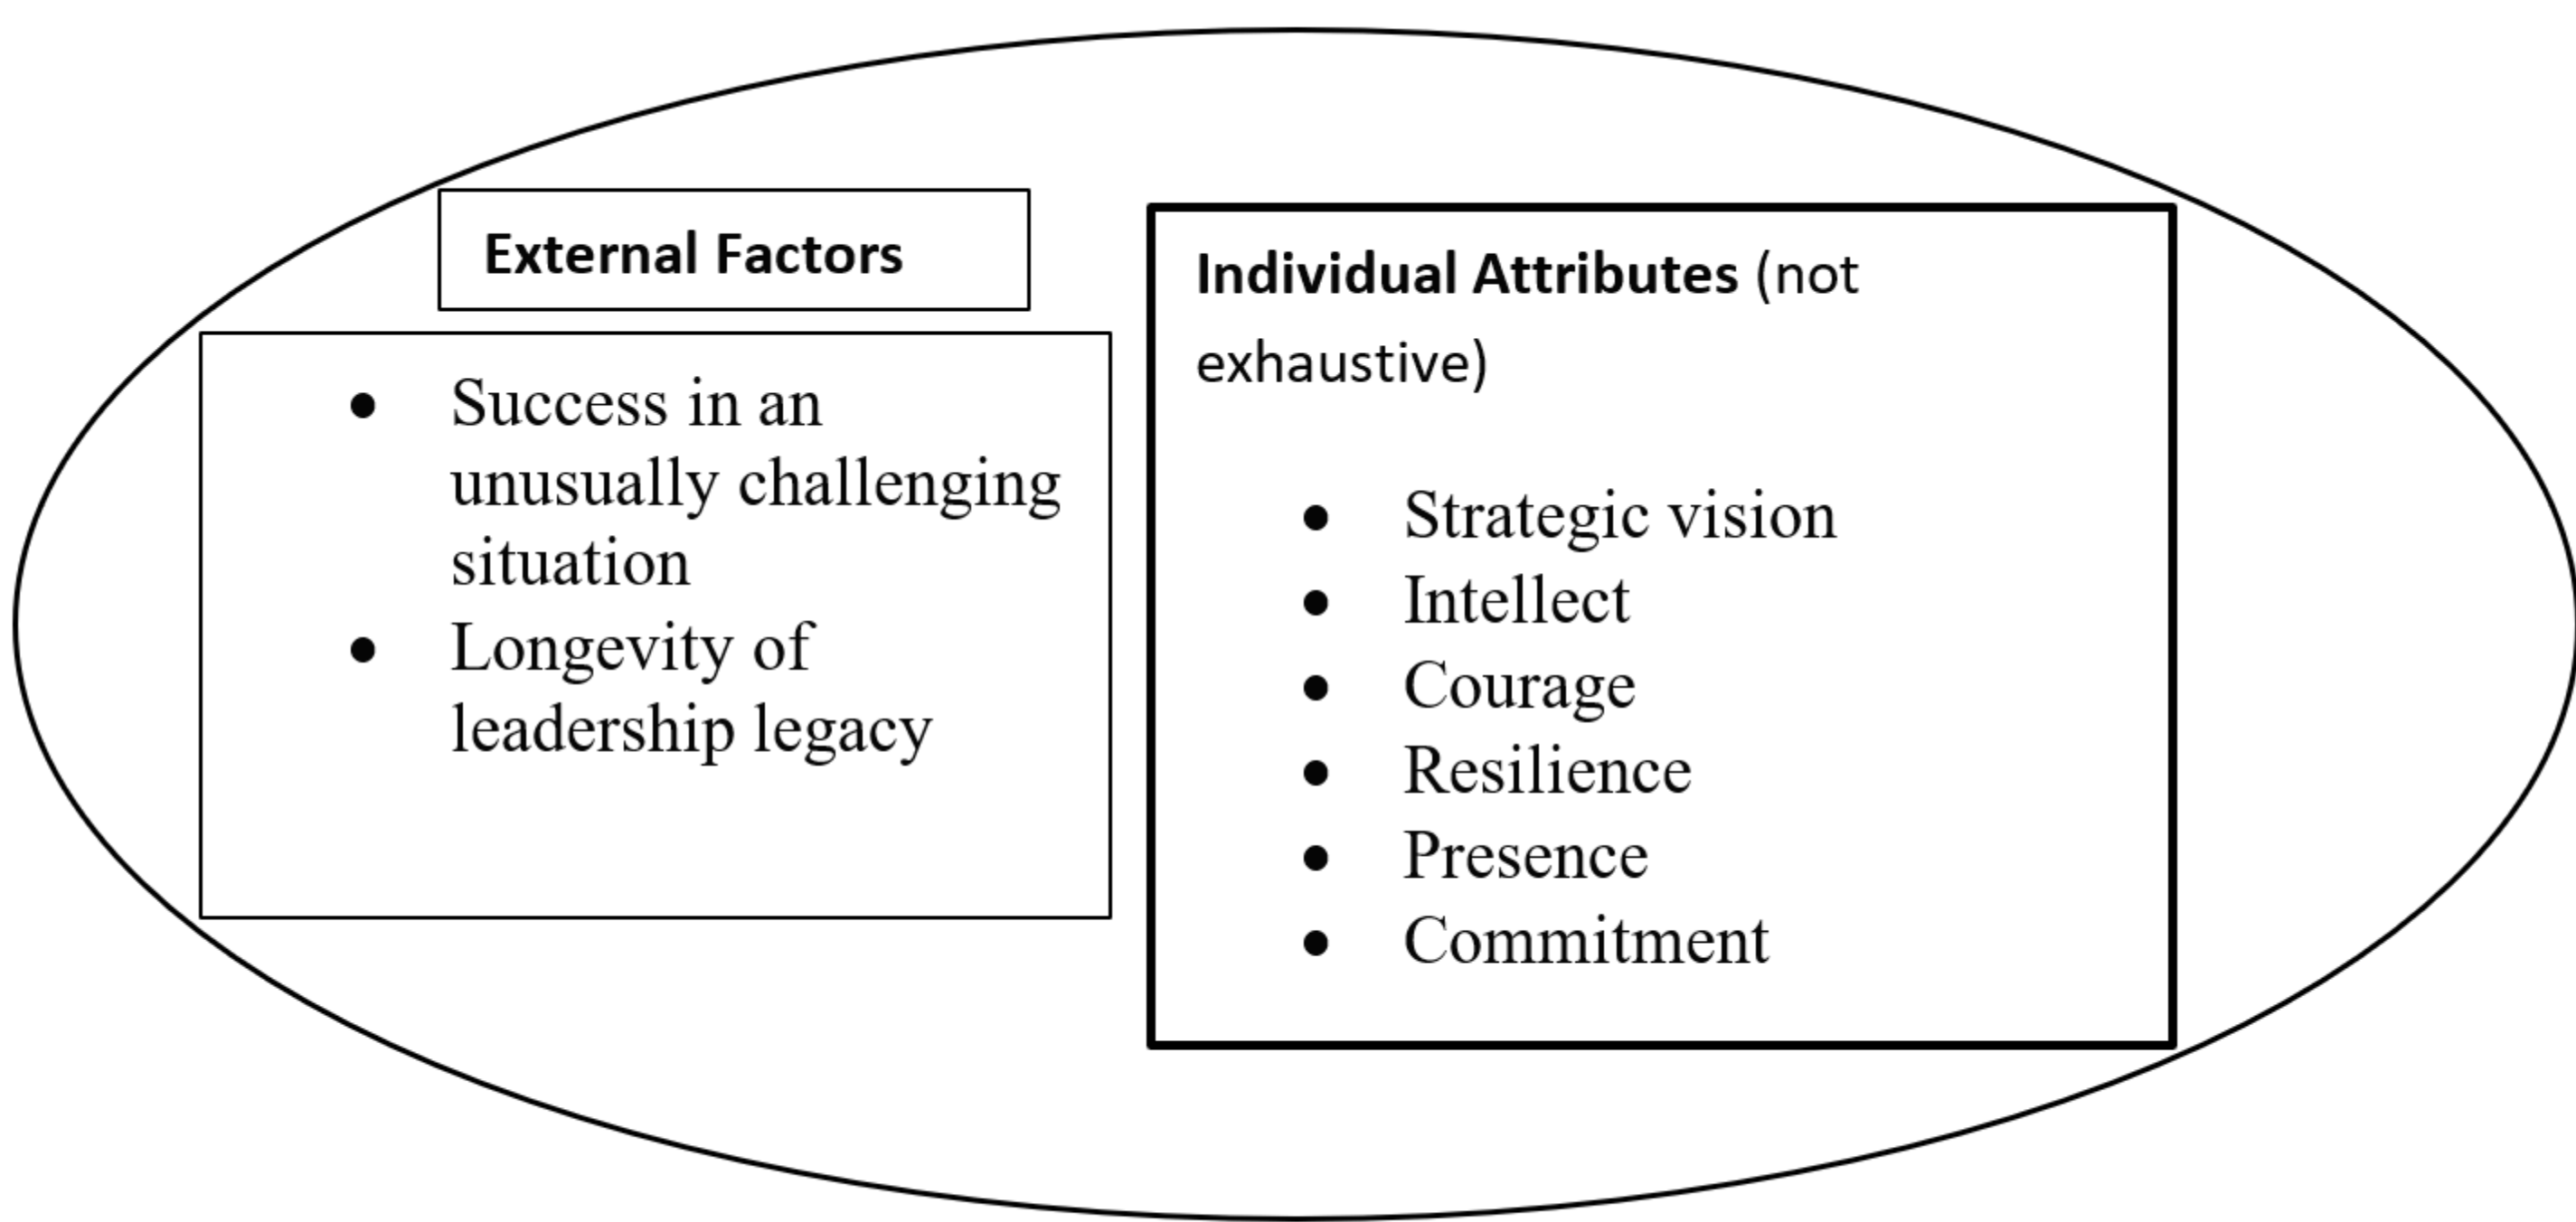 External Factors
• Success in an
unusually challenging
situation
• Longevity of
leadership legacy
Individual Attributes (not
exhaustive)
• Strategic vision
• Intellect
• Courage
• Resilience
• Presence
• Commitment